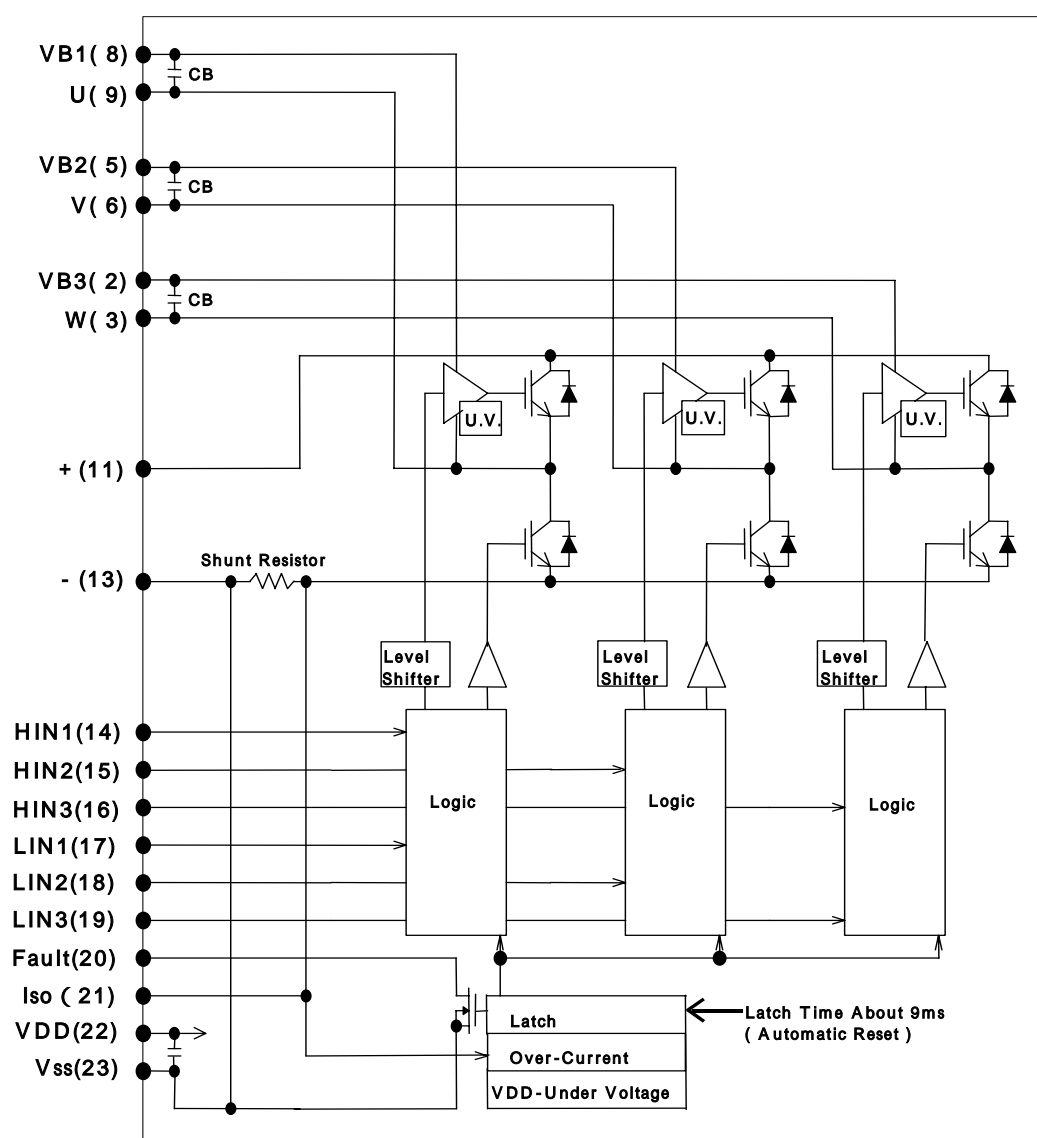 VB1( 8)
CB
U( 9)
VB2( 5)
CB
V( 6)
VB3( 2)
CB
W( 3)
U.V.
U.V.
U.V.
+ (11)
Shunt Resistor
- (13)
Level
Shifter
Level
Shifter
Level
Shifter
HIN1(14)
HIN2(15)
HIN3(16)
LIN1(17)
LIN2(18)
LIN3(19)
Logic
Logic
Logic
Fault(20)
Iso (21)
VDD(22)
Vss(23)
Latch
Over-Current
VDD-Under Voltage
Latch Time About 9ms
( Automatic Reset )